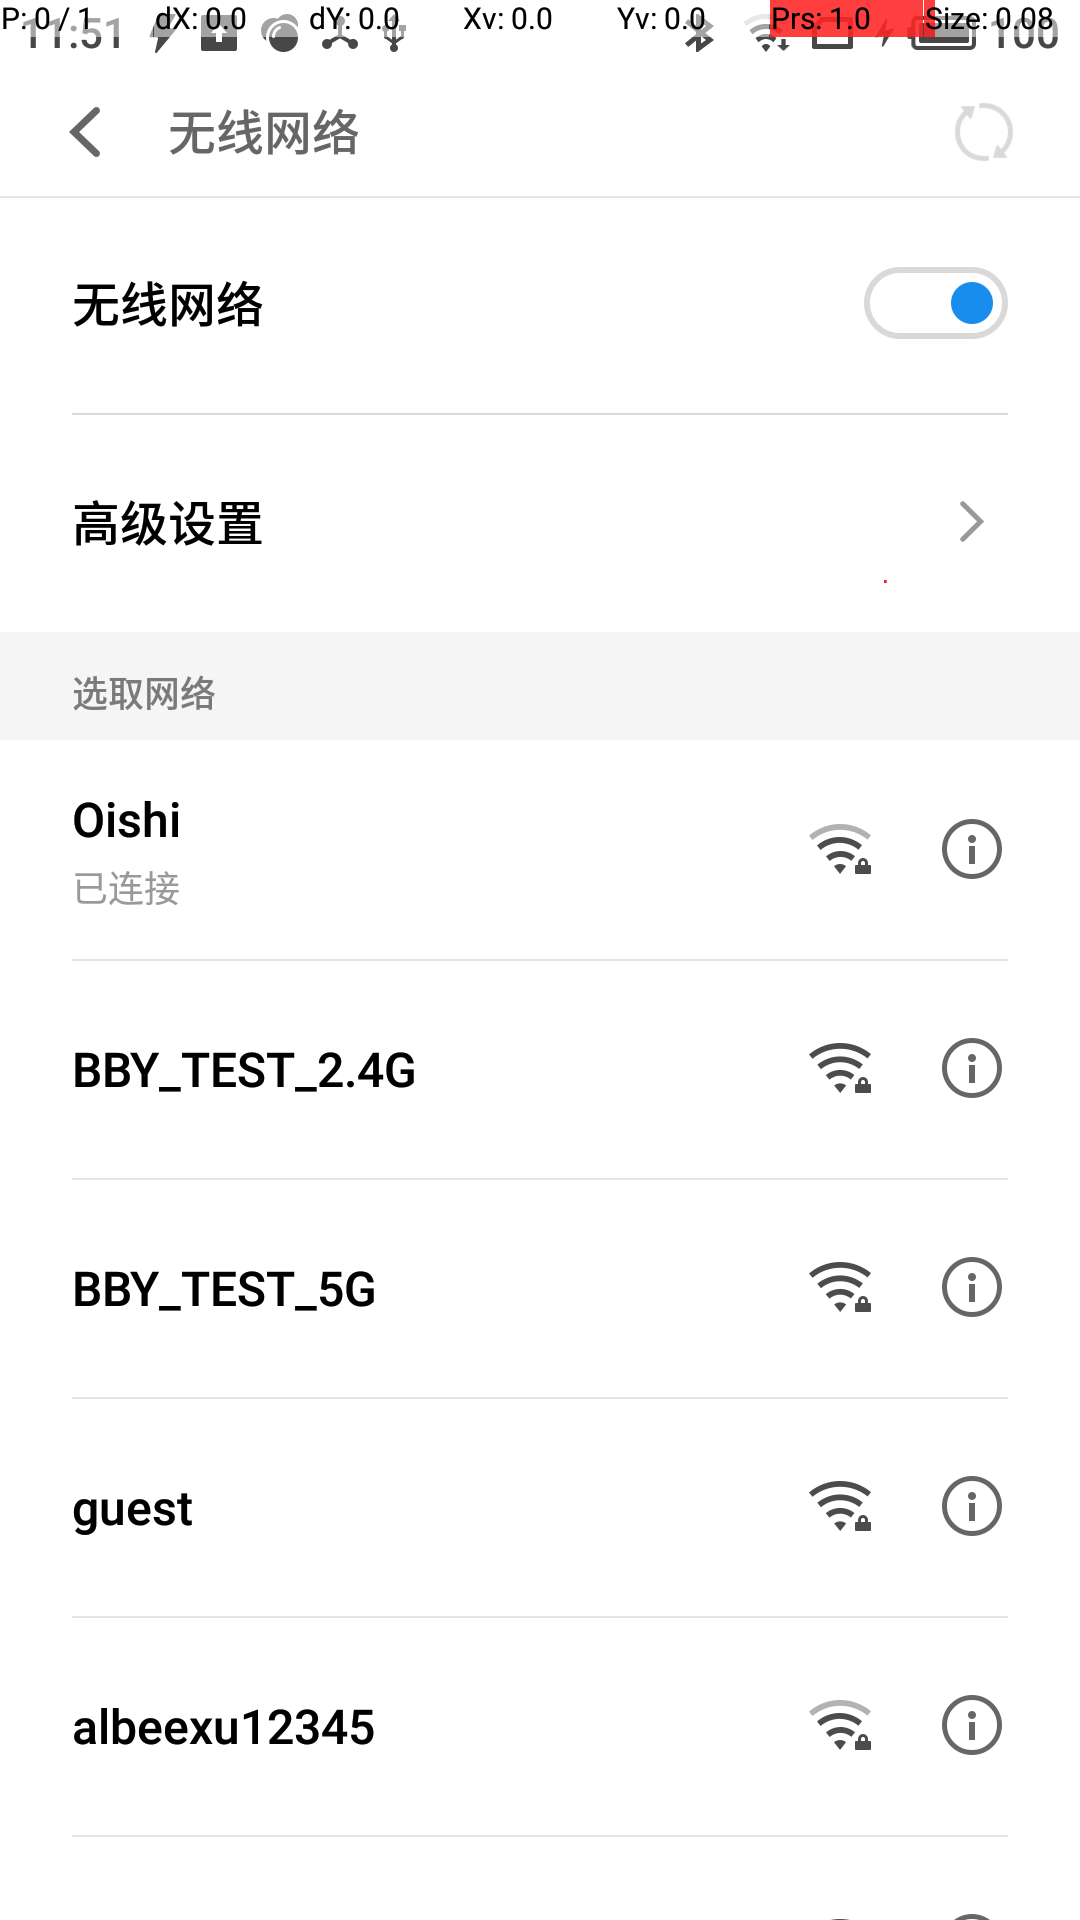 P: 0 / 1 dX: 0.0 dY: 0.0 Xv: 0.0 Yv: 0.0 Prs: 1.0 Size: 0.08
11:51 100
无线网络
无线网络
高级设置
选取网络
Oishi
已连接
BBY_TEST_2.4G
BBY_TEST_5G
guest
albeexu12345